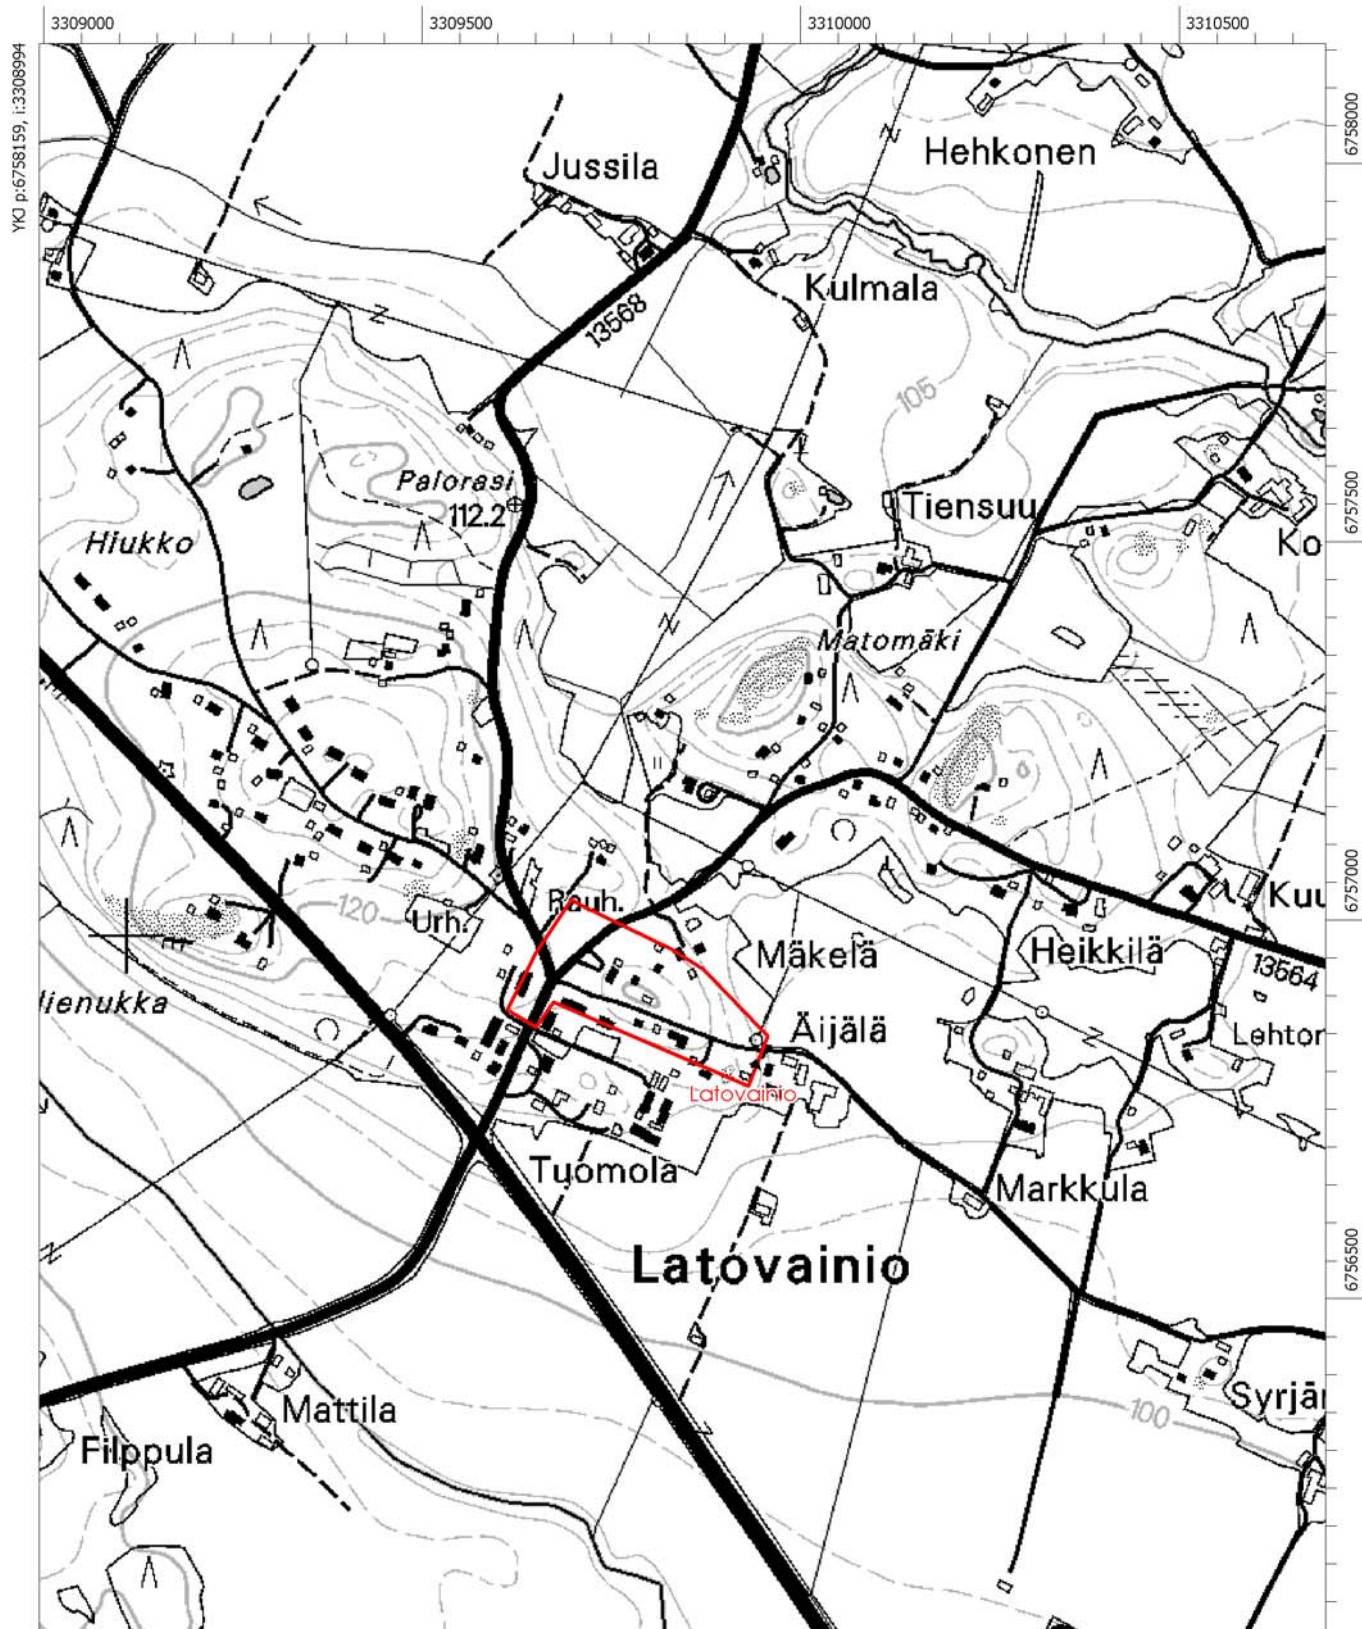 3309000
3309500
3310000
3310500
YKJ p:6758159, i:3308994
6758000
Hehkonen
Jussila
Kulmala
13568
105
Palorasi
112.2
Tiensuu
6757500
Hiukko
Ko
Matomäki
6757000
120
Urh.
Rauh.
Kuu
Mäkelä
Heikkilä
13564
lienukka
Äijälä
Lehtor
Latovainio
Tuomola
Markkula
Latovainio
6756500
Syrjär
100
Mattila
Filppula